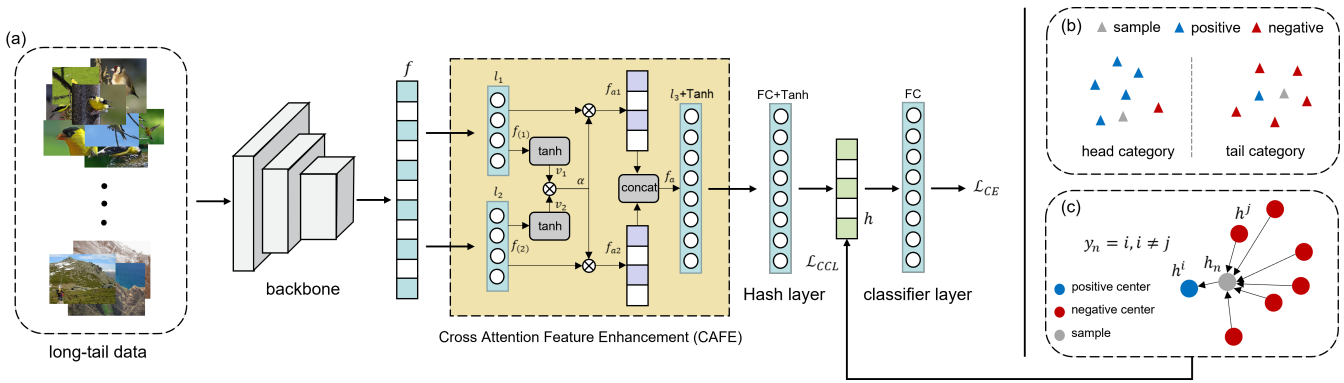 (a)
long-tail data
backbone
f
l₁
f₍₁₎
tanh
v₁
α
v₂
tanh
l₂
f₍₂₎
fₐ₁
concat
fₐ
fₐ₂
l₃+Tanh
Cross Attention Feature Enhancement (CAFE)
FC+Tanh
Hash layer
h
ℒ_CCL
FC
classifier layer
ℒ_CE
(b)
sample positive negative
head category tail category
(c)
yₙ = i, i ≠ j
hʲ
hⁱ
hₙ
positive center
negative center
sample